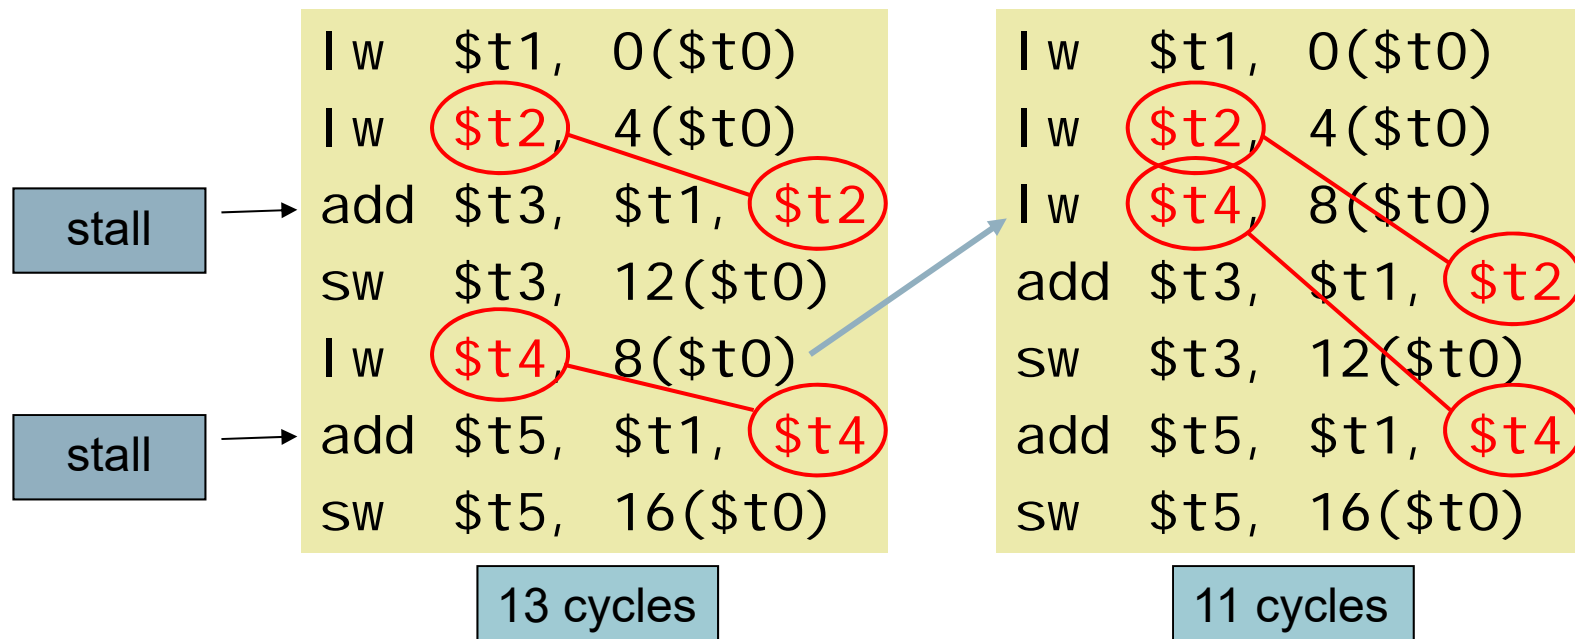 lw $t1, 0($t0)
lw $t2, 4($t0)
add $t3, $t1, $t2
sw $t3, 12($t0)
lw $t4, 8($t0)
add $t5, $t1, $t4
sw $t5, 16($t0)
stall
stall
13 cycles
lw $t1, 0($t0)
lw $t2, 4($t0)
lw $t4, 8($t0)
add $t3, $t1, $t2
sw $t3, 12($t0)
add $t5, $t1, $t4
sw $t5, 16($t0)
11 cycles